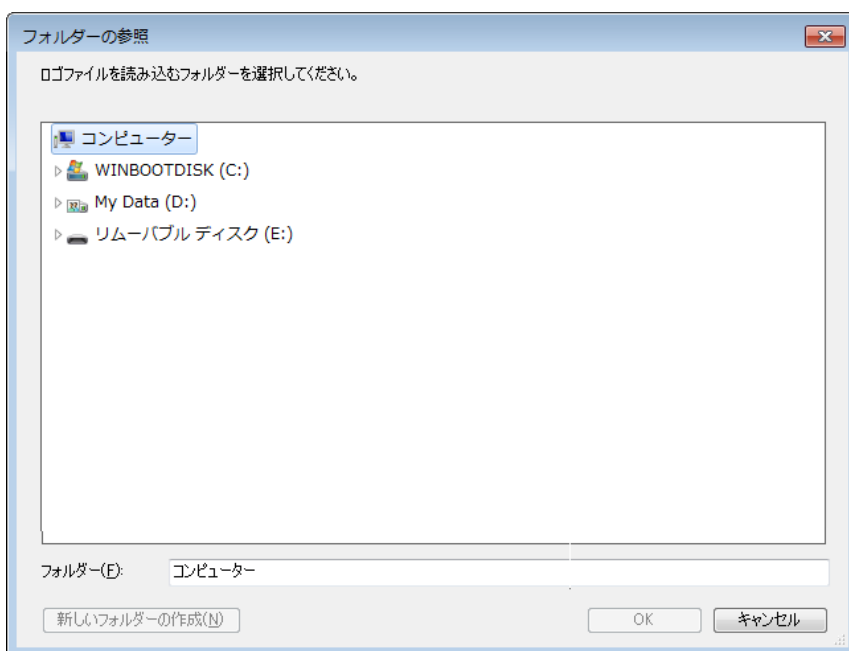 フォルダーの参照
ロゴファイルを読み込むフォルダーを選択してください。
コンピューター
WINBOOTDISK (C:)
My Data (D:)
リムーバブル ディスク (E:)
フォルダー(F): コンピューター
新しいフォルダーの作成(N) OK キャンセル